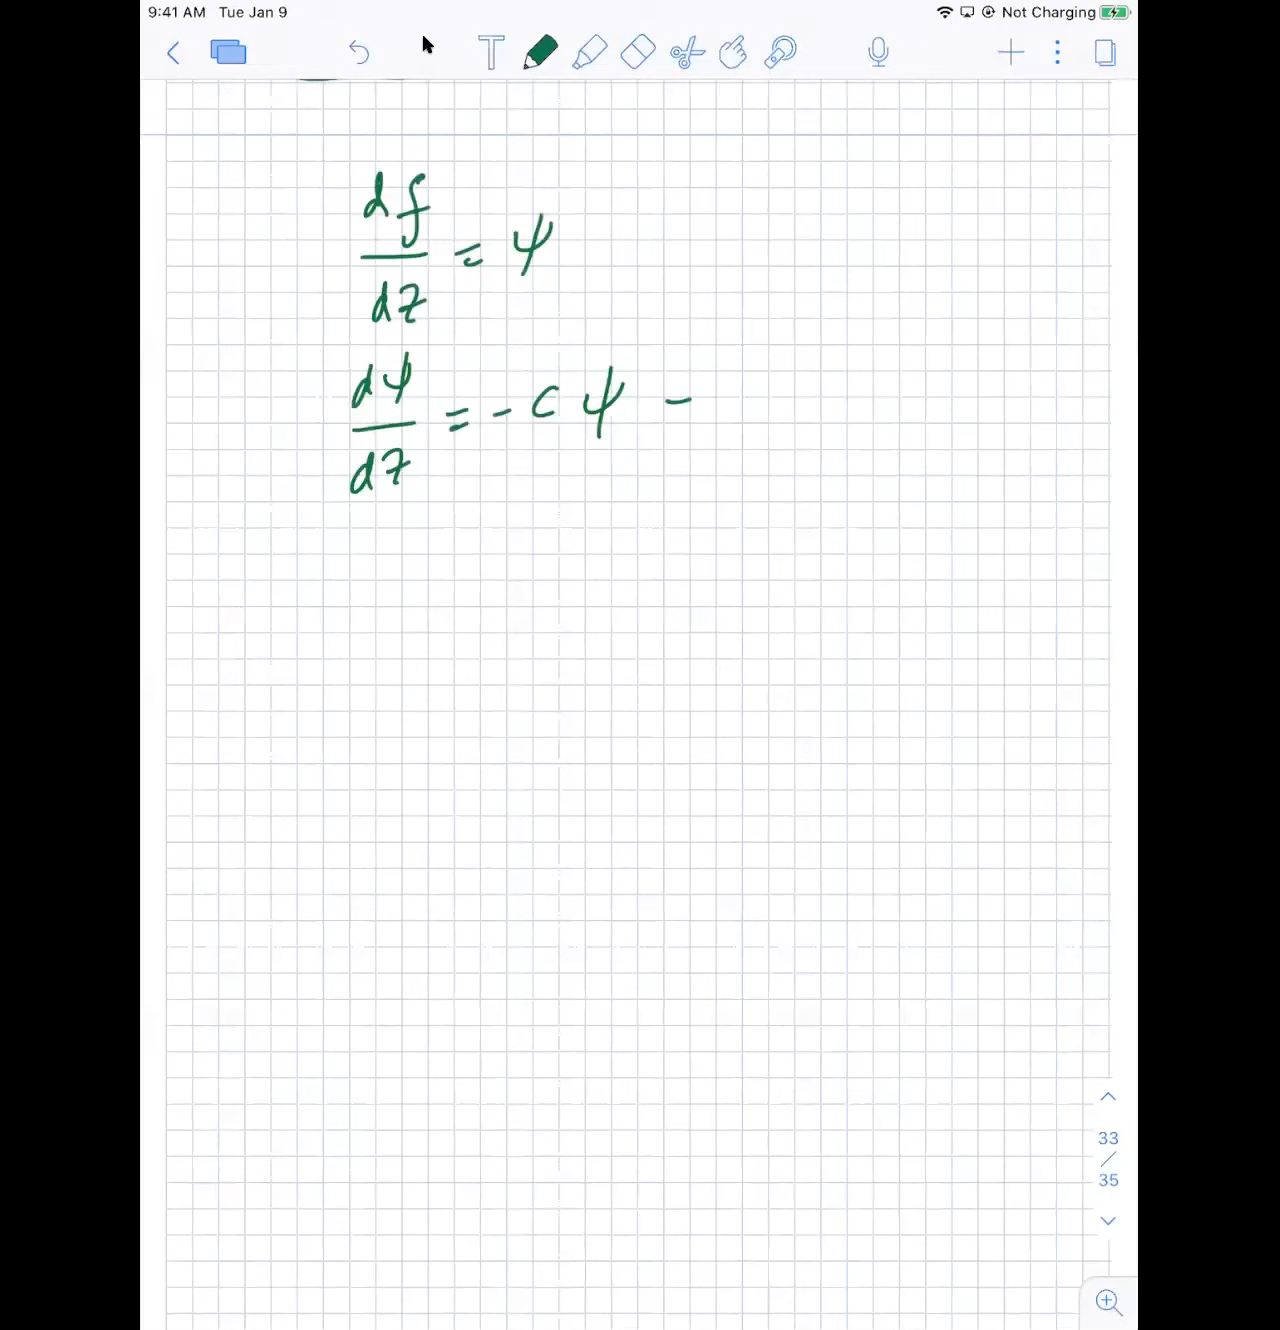 9:41 AM Tue Jan 9 Not Charging
T
df/dz = ψ
dψ/dz = - c ψ -
33
/
35